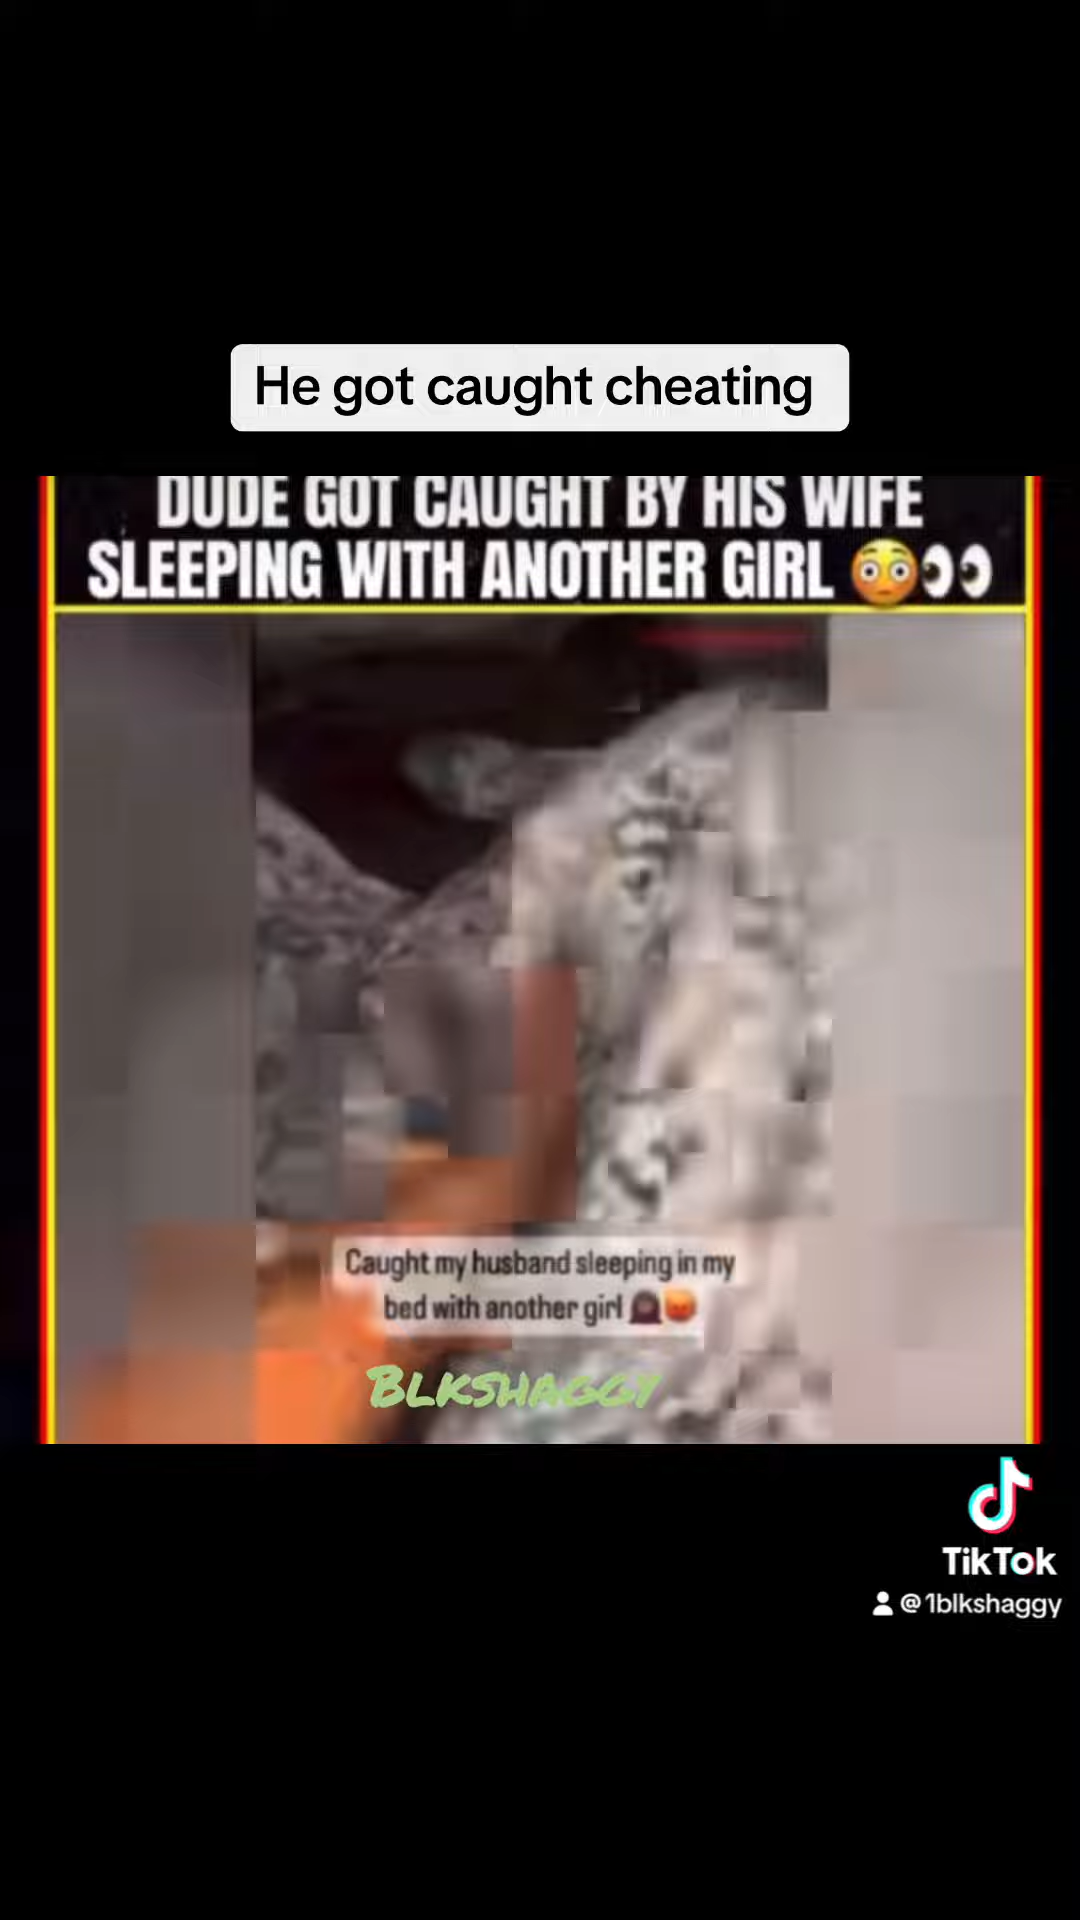 He got caught cheating
DUDE GOT CAUGHT BY HIS WIFE
SLEEPING WITH ANOTHER GIRL 😳👀
Caught my husband sleeping in my
bed with another girl 🤦🏾‍♀️😡
BLKSHAGGY
TikTok
@1blkshaggy